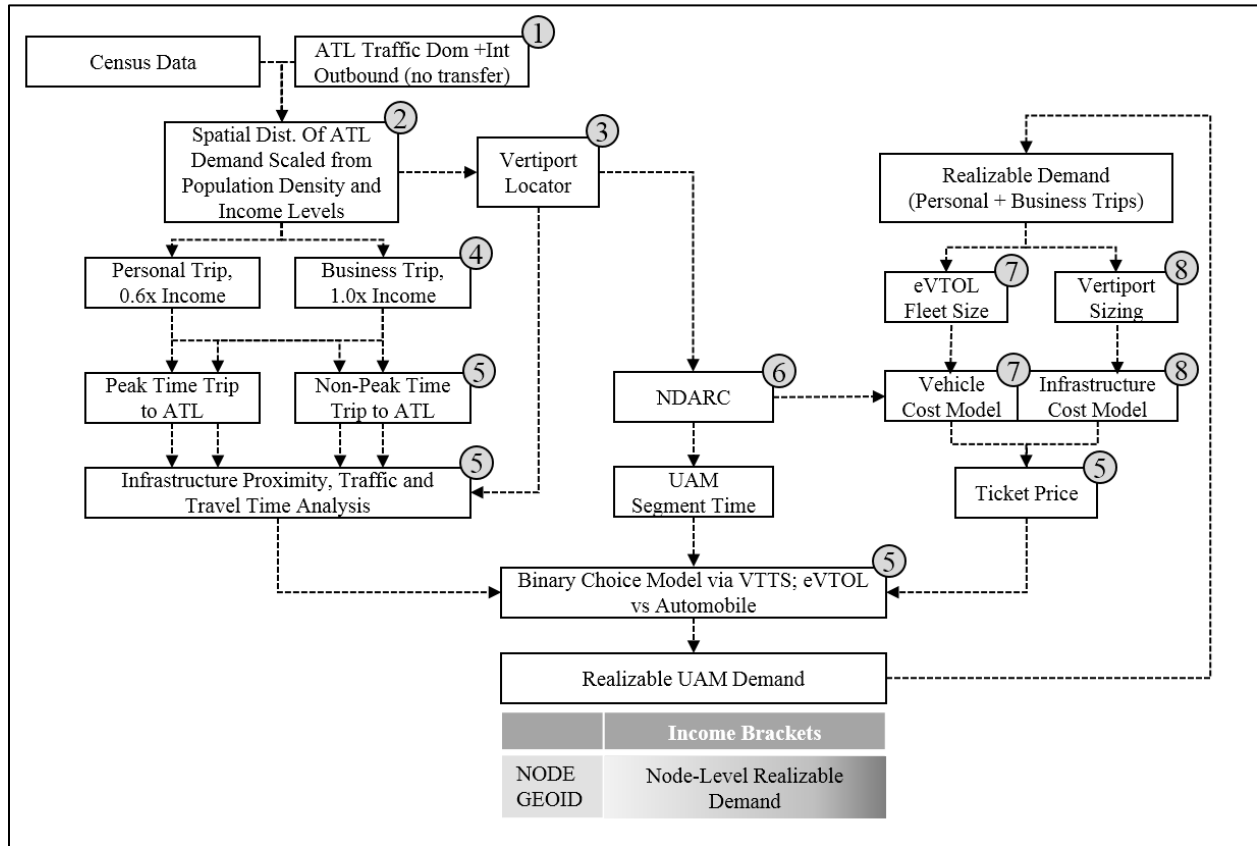 1
Census Data
ATL Traffic Dom +Int
Outbound (no transfer)
2
Spatial Dist. Of ATL
Demand Scaled from
Population Density and
Income Levels
3
Vertiport
Locator
Realizable Demand
(Personal + Business Trips)
4
Personal Trip,
0.6x Income
Business Trip,
1.0x Income
7
eVTOL
Fleet Size
8
Vertiport
Sizing
5
Peak Time Trip
to ATL
Non-Peak Time
Trip to ATL
6
NDARC
7
Vehicle
Cost Model
8
Infrastructure
Cost Model
5
Infrastructure Proximity, Traffic and
Travel Time Analysis
UAM
Segment Time
5
Ticket Price
5
Binary Choice Model via VTTS; eVTOL
vs Automobile
Realizable UAM Demand
Income Brackets
NODE
GEOID
Node-Level Realizable
Demand